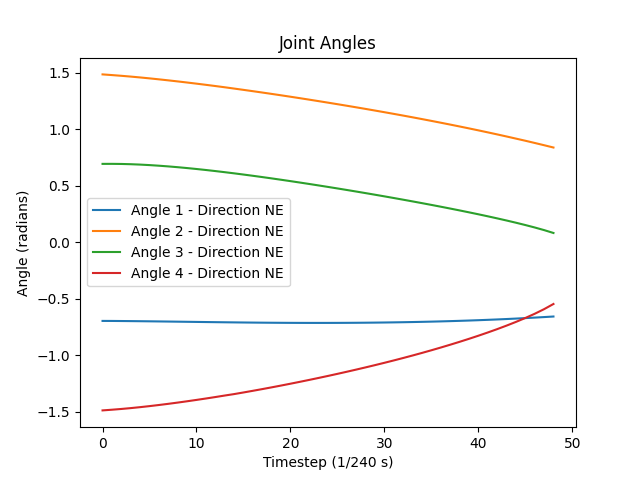 Joint Angles
1.5
1.0
0.5
0.0
−0.5
−1.0
−1.5
Angle (radians)
Angle 1 - Direction NE
Angle 2 - Direction NE
Angle 3 - Direction NE
Angle 4 - Direction NE
0 10 20 30 40 50
Timestep (1/240 s)